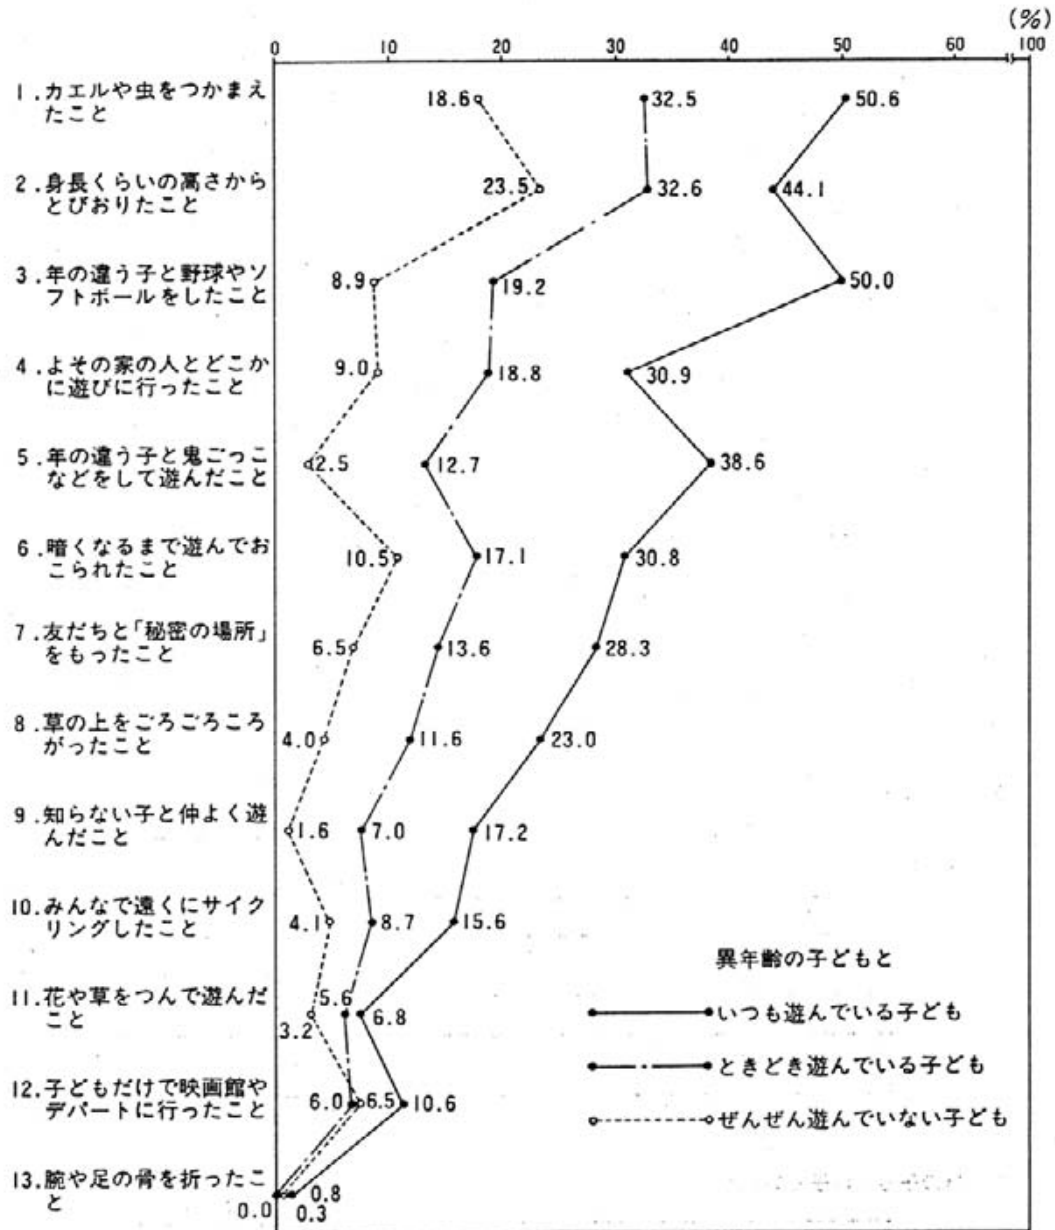 (%)
0 10 20 30 40 50 60 100
1.カエルや虫をつかまえ
たこと
18.6 32.5 50.6
2.身長くらいの高さから
とびおりたこと
23.5 32.6 44.1
3.年の違う子と野球やソ
フトボールをしたこと
8.9 19.2 50.0
4.よその家の人とどこか
に遊びに行ったこと
9.0 18.8 30.9
5.年の違う子と鬼ごっこ
などをして遊んだこと
2.5 12.7 38.6
6.暗くなるまで遊んでお
こられたこと
10.5 17.1 30.8
7.友だちと「秘密の場所」
をもったこと
6.5 13.6 28.3
8.草の上をごろごろころ
がったこと
4.0 11.6 23.0
9.知らない子と仲よく遊
んだこと
1.6 7.0 17.2
10.みんなで遠くにサイク
リングしたこと
4.1 8.7 15.6
11.花や草をつんで遊んだ
こと
3.2 5.6 6.8
12.子どもだけで映画館や
デパートに行ったこと
6.0 6.5 10.6
13.腕や足の骨を折ったこ
と
0.0 0.3 0.8
異年齢の子どもと
いつも遊んでいる子ども
ときどき遊んでいる子ども
ぜんぜん遊んでいない子ども